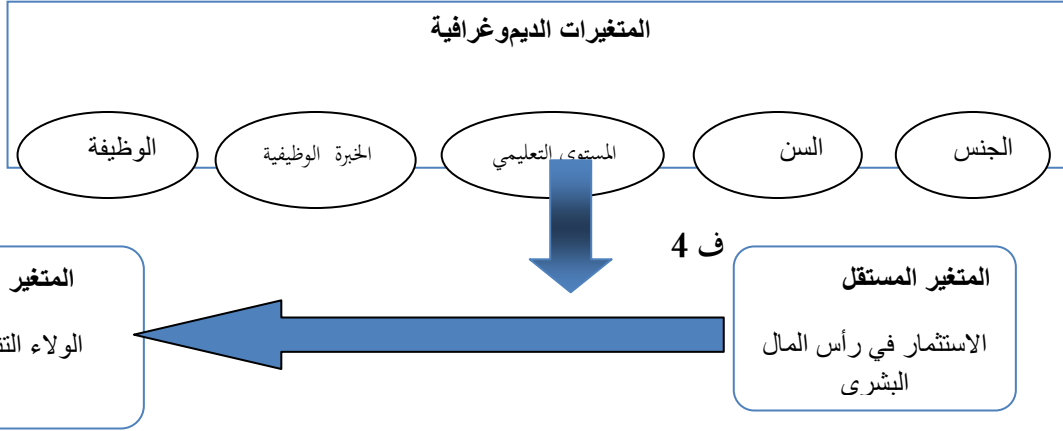 المتغيرات الديموغرافية
الجنس
السن
المستوى التعليمي
الخبرة الوظيفية
الوظيفة
ف 4
المتغير المستقل
الاستثمار في رأس المال
البشري
المتغير
الولاء